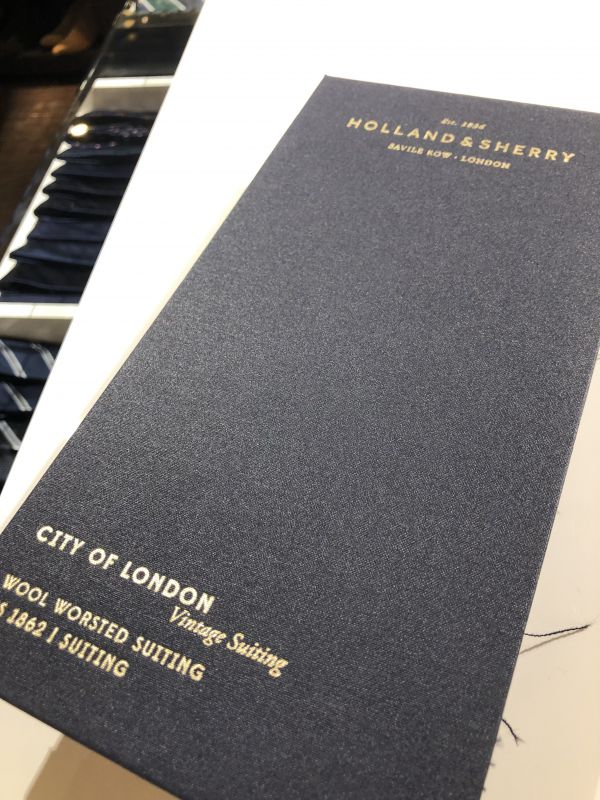 Est. 1836
HOLLAND & SHERRY
SAVILE ROW · LONDON
CITY OF LONDON
Vintage Suiting
WOOL WORSTED SUITING
S 1862 | SUITING